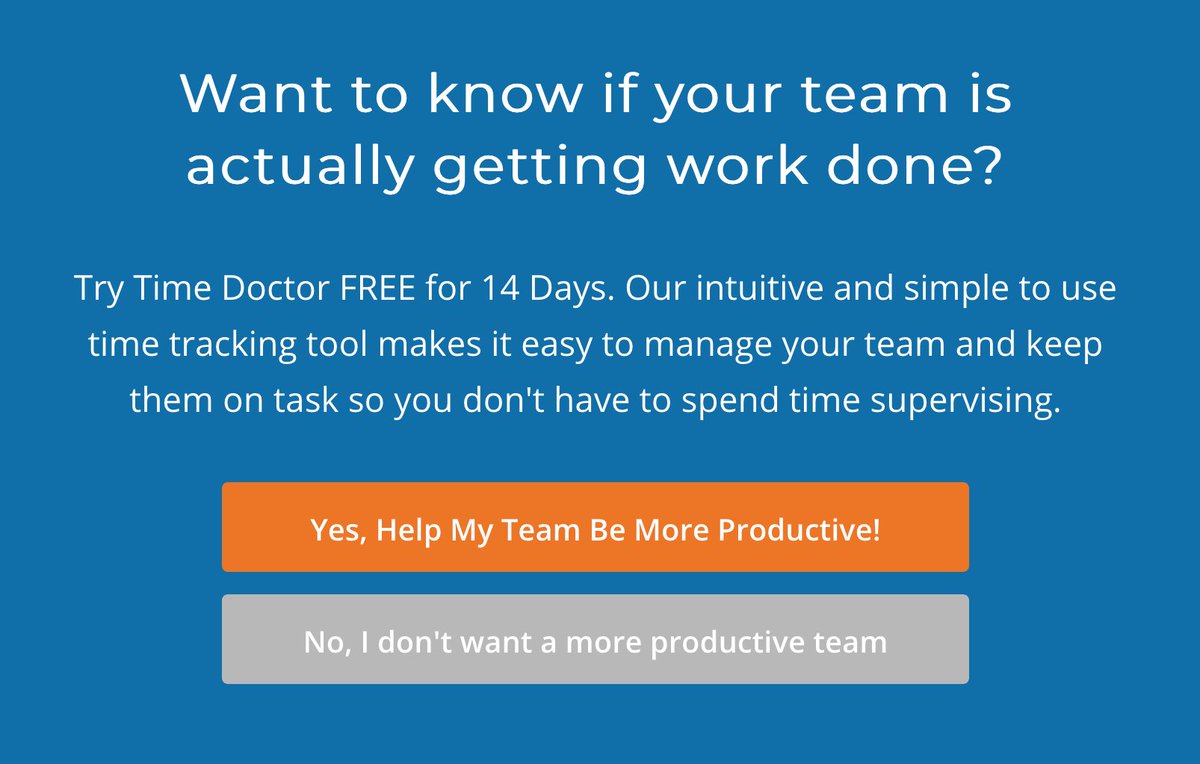 Want to know if your team is
actually getting work done?
Try Time Doctor FREE for 14 Days. Our intuitive and simple to use
time tracking tool makes it easy to manage your team and keep
them on task so you don't have to spend time supervising.
Yes, Help My Team Be More Productive!
No, I don't want a more productive team